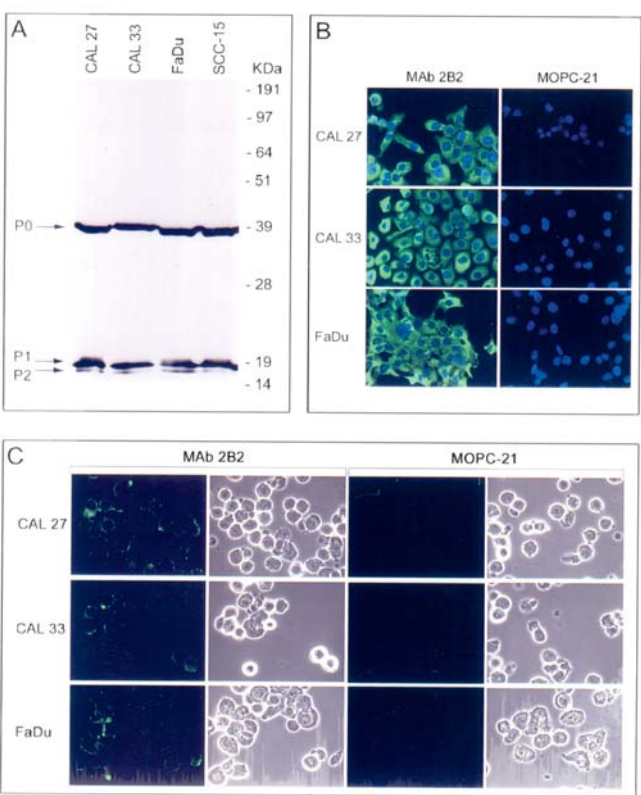 A
CAL 27
CAL 33
FaDu
SCC-15
KDa
- 191
- 97
- 64
- 51
P0
- 39
- 28
P1
- 19
P2
- 14
B
MAb 2B2
MOPC-21
CAL 27
CAL 33
FaDu
C
MAb 2B2
MOPC-21
CAL 27
CAL 33
FaDu